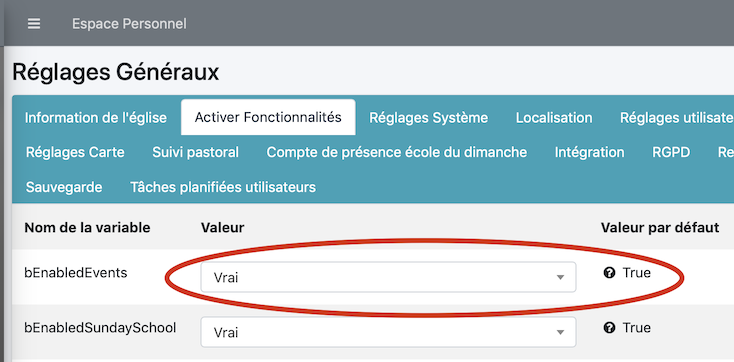 Espace Personnel
Réglages Généraux
Information de l'église Activer Fonctionnalités Réglages Système Localisation Réglages utilisate
Réglages Carte Suivi pastoral Compte de présence école du dimanche Intégration RGPD Re
Sauvegarde Tâches planifiées utilisateurs
Nom de la variable Valeur Valeur par défaut
bEnabledEvents Vrai True
bEnabledSundaySchool Vrai True